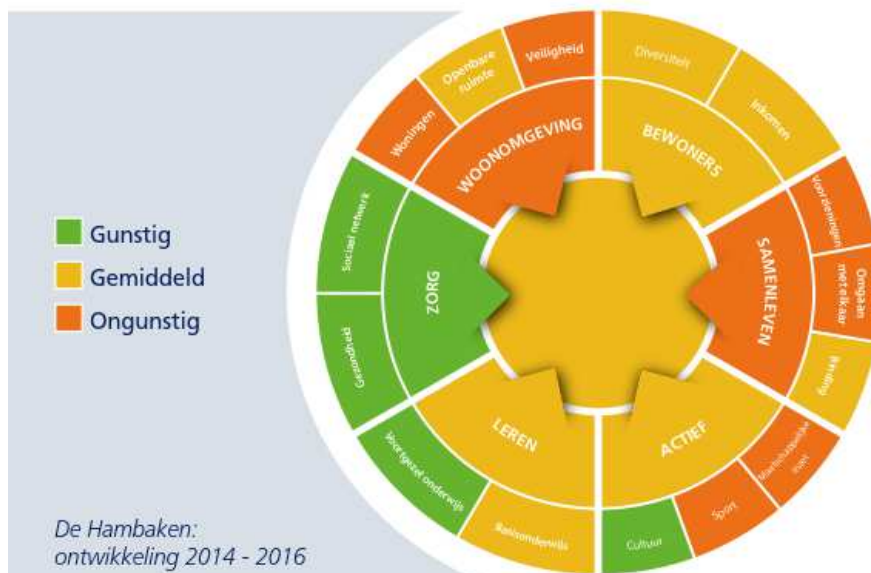 Gunstig
Gemiddeld
Ongunstig
De Hambaken:
ontwikkeling 2014 - 2016
Diversiteit
Inkomen
BEWONERS
Voorzieningen
Omgaan
met elkaar
Binding
SAMENLEVEN
Maatschappelijke
inzet
Sport
Cultuur
ACTIEF
Basisonderwijs
Voortgezet onderwijs
LEREN
Gezondheid
Sociaal netwerk
ZORG
Woningen
Openbare
ruimte
Veiligheid
WOONOMGEVING